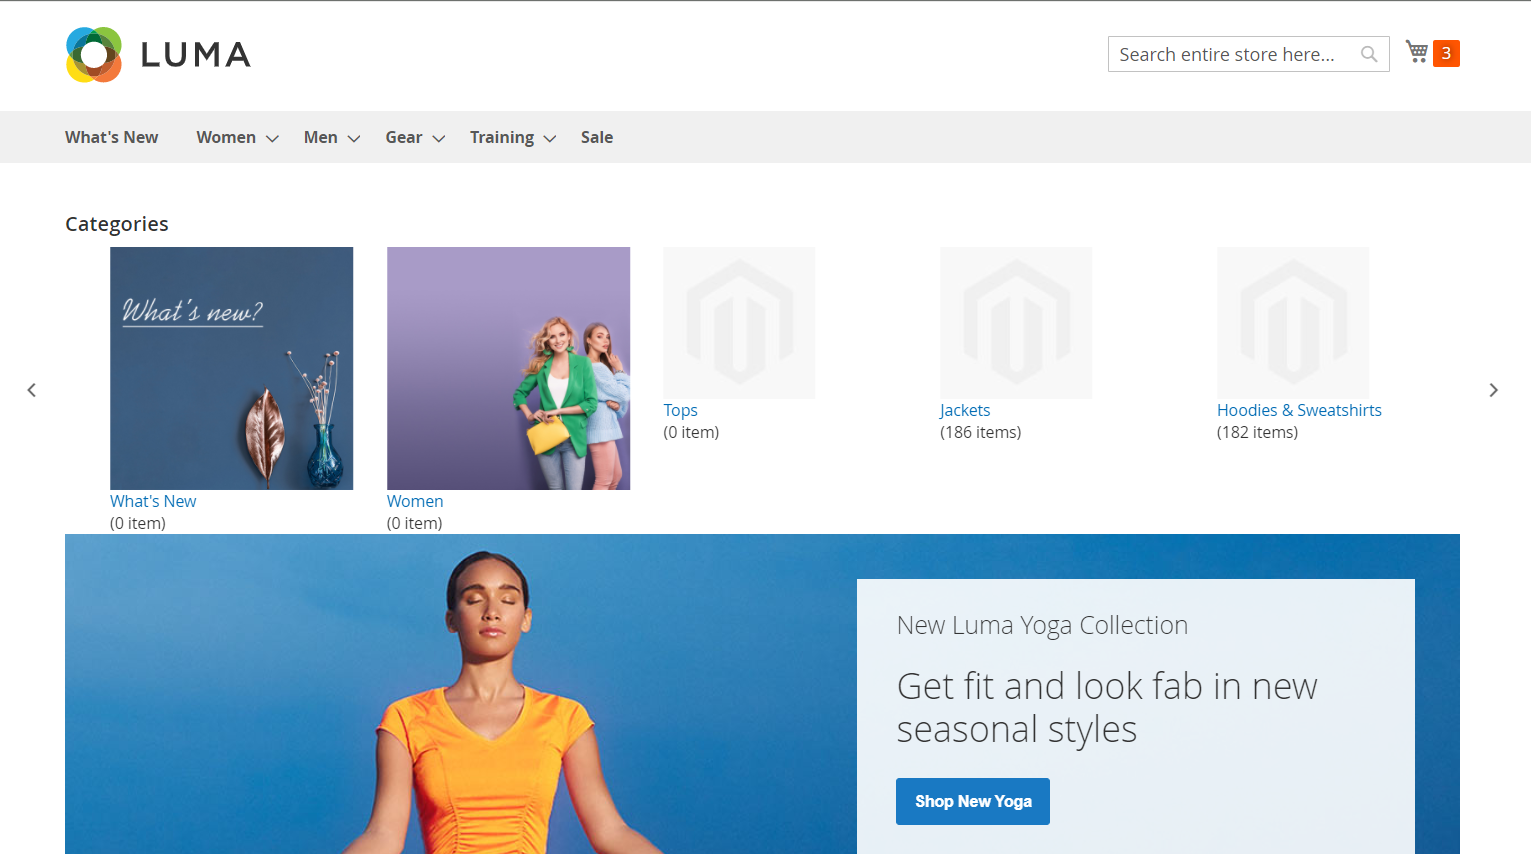 LUMA
Search entire store here...
3
What's New Women Men Gear Training Sale
Categories
What's new?
What's New
(0 item)
Women
(0 item)
Tops
(0 item)
Jackets
(186 items)
Hoodies & Sweatshirts
(182 items)
New Luma Yoga Collection
Get fit and look fab in new
seasonal styles
Shop New Yoga